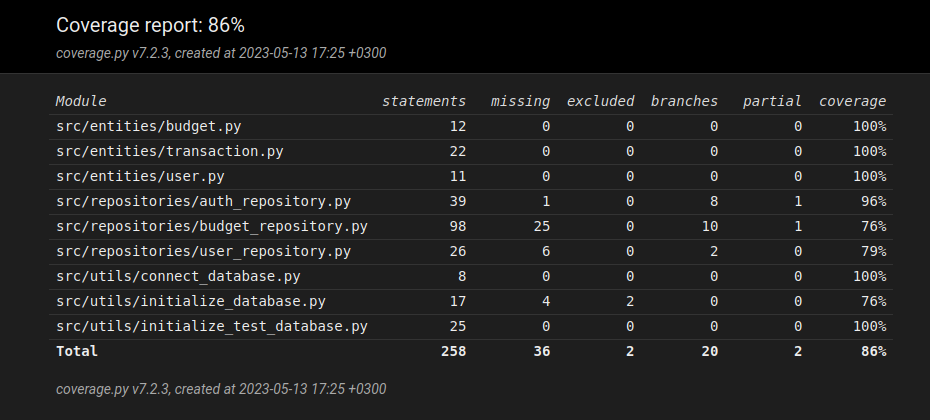 Coverage report: 86%
coverage.py v7.2.3, created at 2023-05-13 17:25 +0300
Module statements missing excluded branches partial coverage
src/entities/budget.py 12 0 0 0 0 100%
src/entities/transaction.py 22 0 0 0 0 100%
src/entities/user.py 11 0 0 0 0 100%
src/repositories/auth_repository.py 39 1 0 8 1 96%
src/repositories/budget_repository.py 98 25 0 10 1 76%
src/repositories/user_repository.py 26 6 0 2 0 79%
src/utils/connect_database.py 8 0 0 0 0 100%
src/utils/initialize_database.py 17 4 2 0 0 76%
src/utils/initialize_test_database.py 25 0 0 0 0 100%
Total 258 36 2 20 2 86%
coverage.py v7.2.3, created at 2023-05-13 17:25 +0300